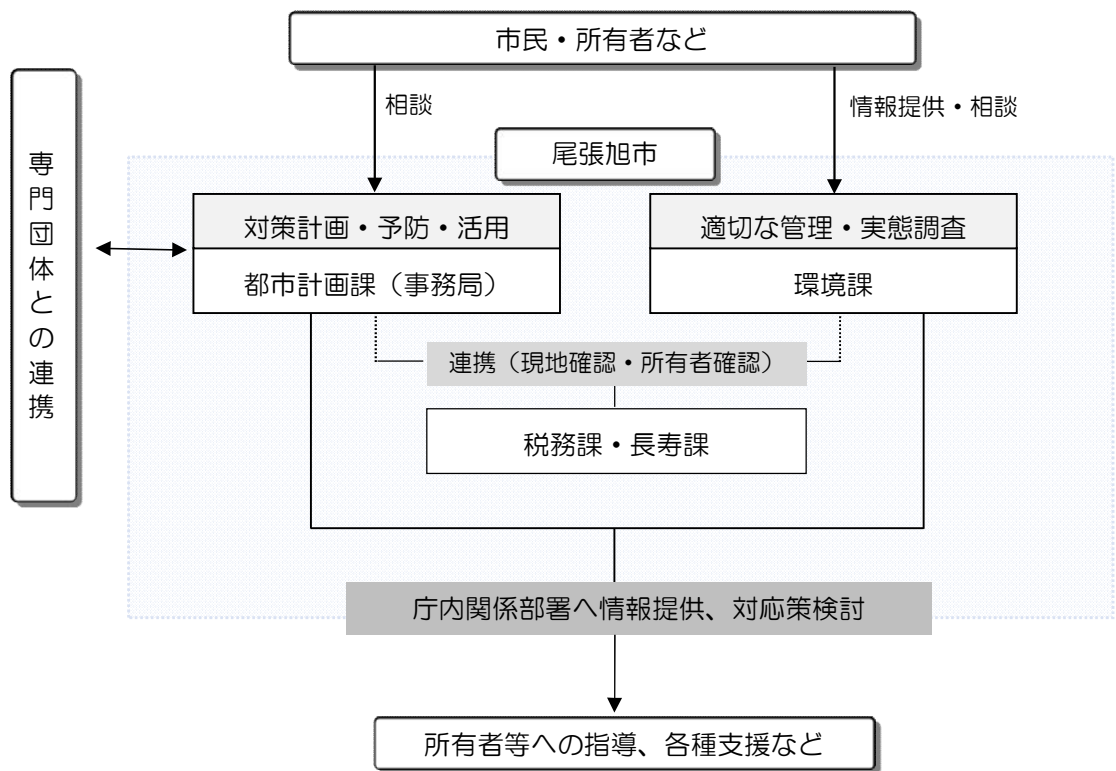 市民・所有者など
相談
情報提供・相談
専門団体との連携
尾張旭市
対策計画・予防・活用
都市計画課（事務局）
適切な管理・実態調査
環境課
連携（現地確認・所有者確認）
税務課・長寿課
庁内関係部署へ情報提供、対応策検討
所有者等への指導、各種支援など